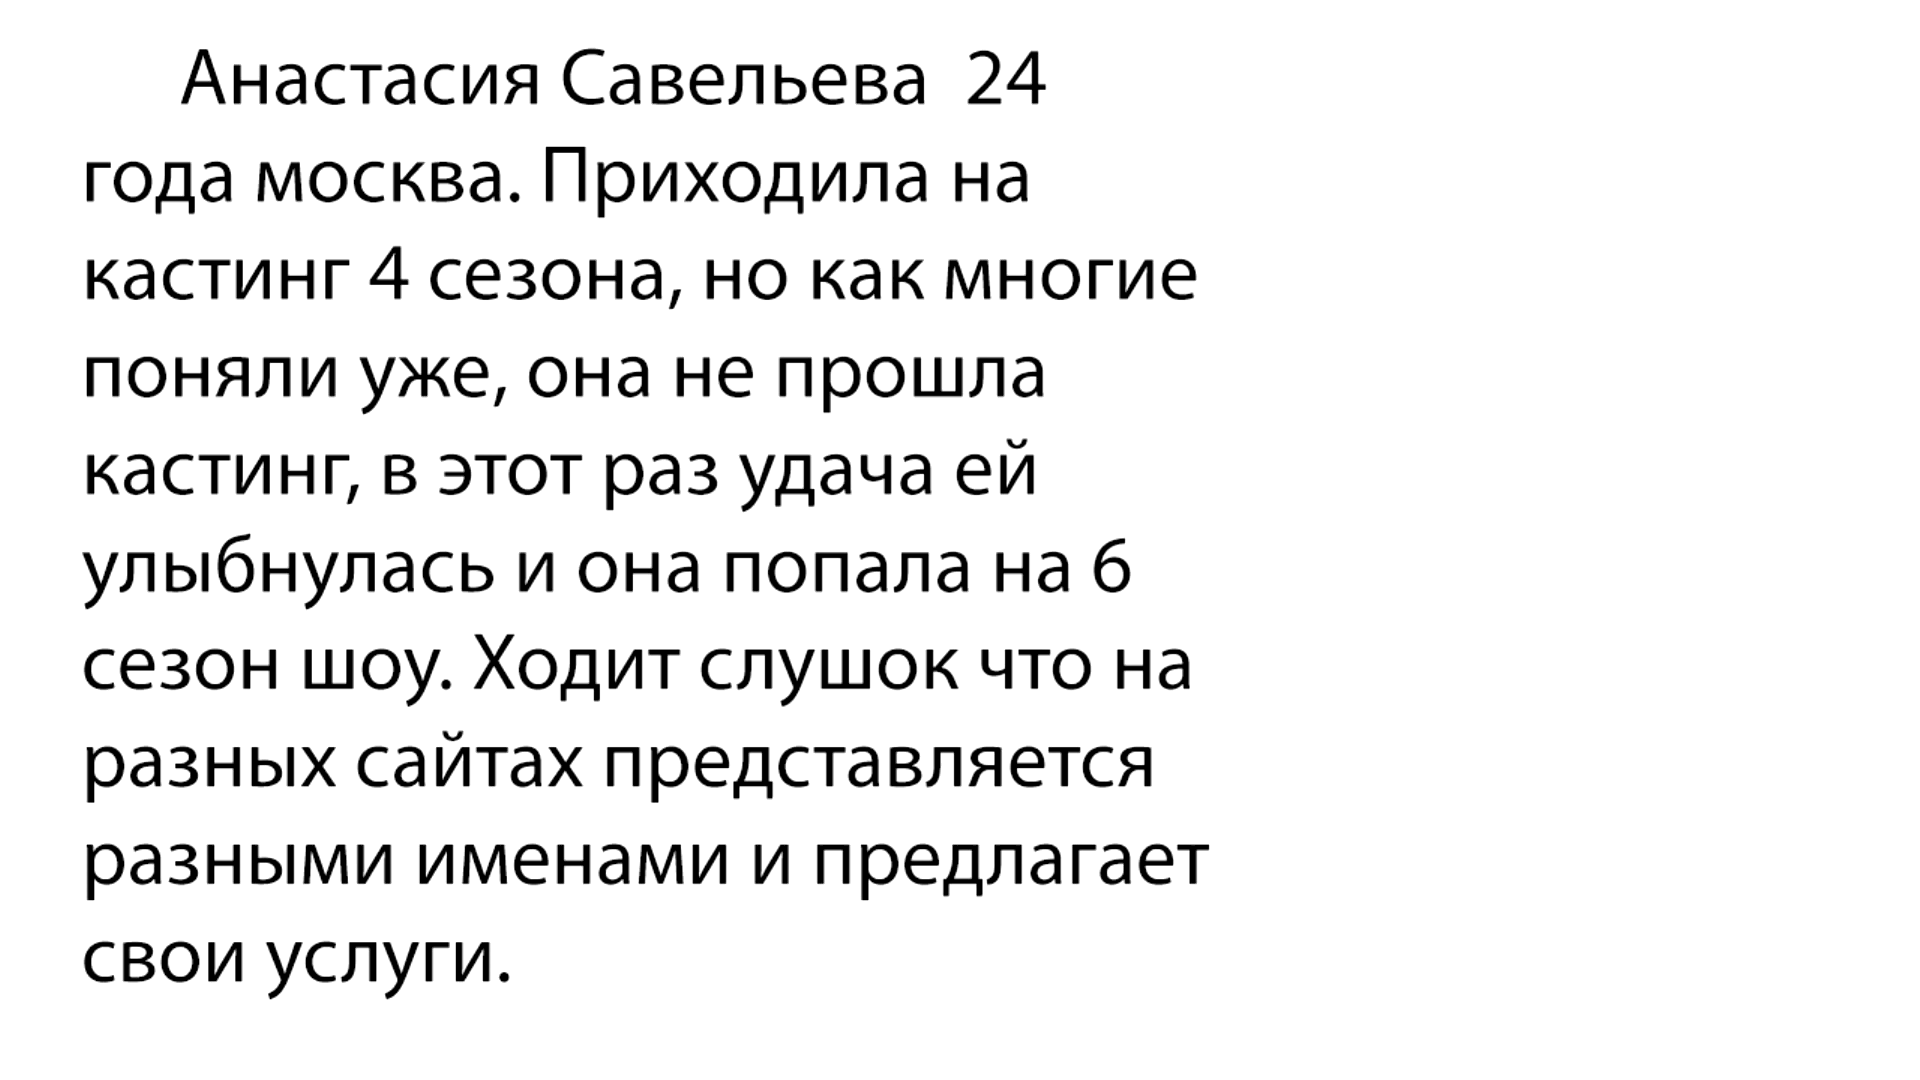 Анастасия Савельева  24
года москва. Приходила на
кастинг 4 сезона, но как многие
поняли уже, она не прошла
кастинг, в этот раз удача ей
улыбнулась и она попала на 6
сезон шоу. Ходит слушок что на
разных сайтах представляется
разными именами и предлагает
свои услуги.